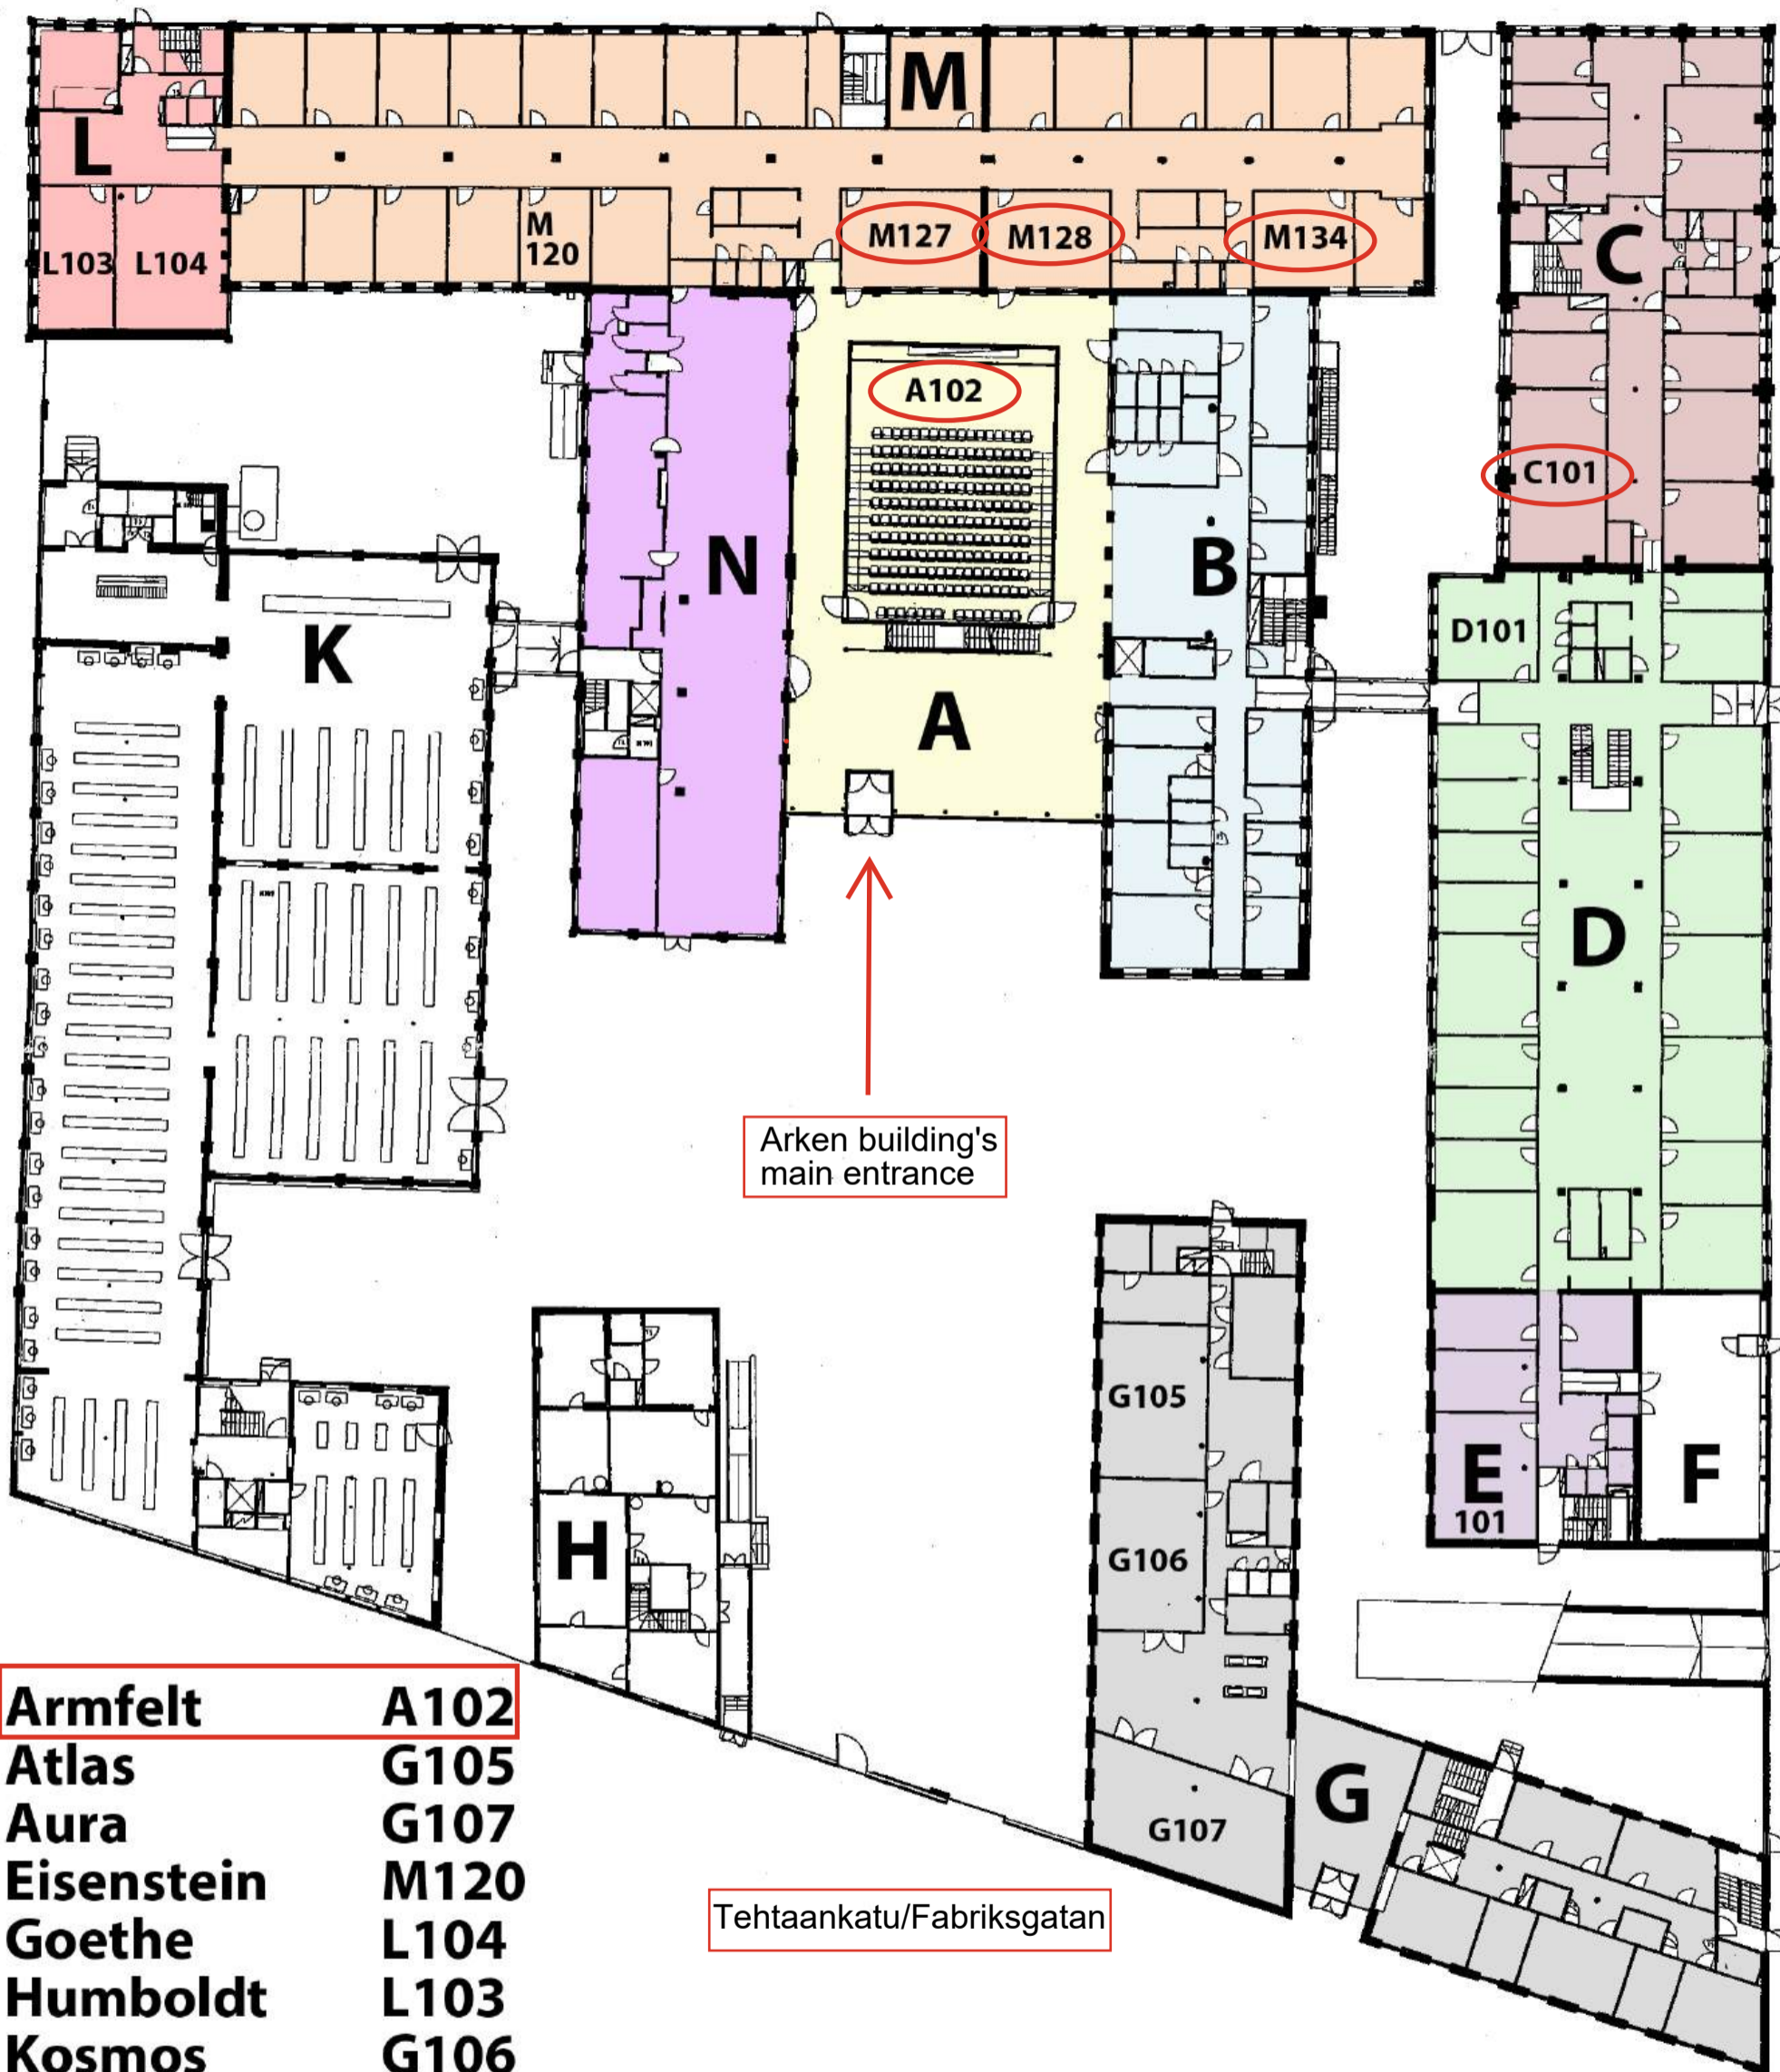 M
L
M
120
M127
M128
M134
C
L103
L104
A102
C101
N
B
K
D101
A
D
Arken building's
main entrance
G105
E
101
F
H
G106
Armfelt A102
Atlas G105
Aura G107
Eisenstein M120
Goethe L104
Humboldt L103
Kosmos G106
G
G107
Tehtaankatu/Fabriksgatan